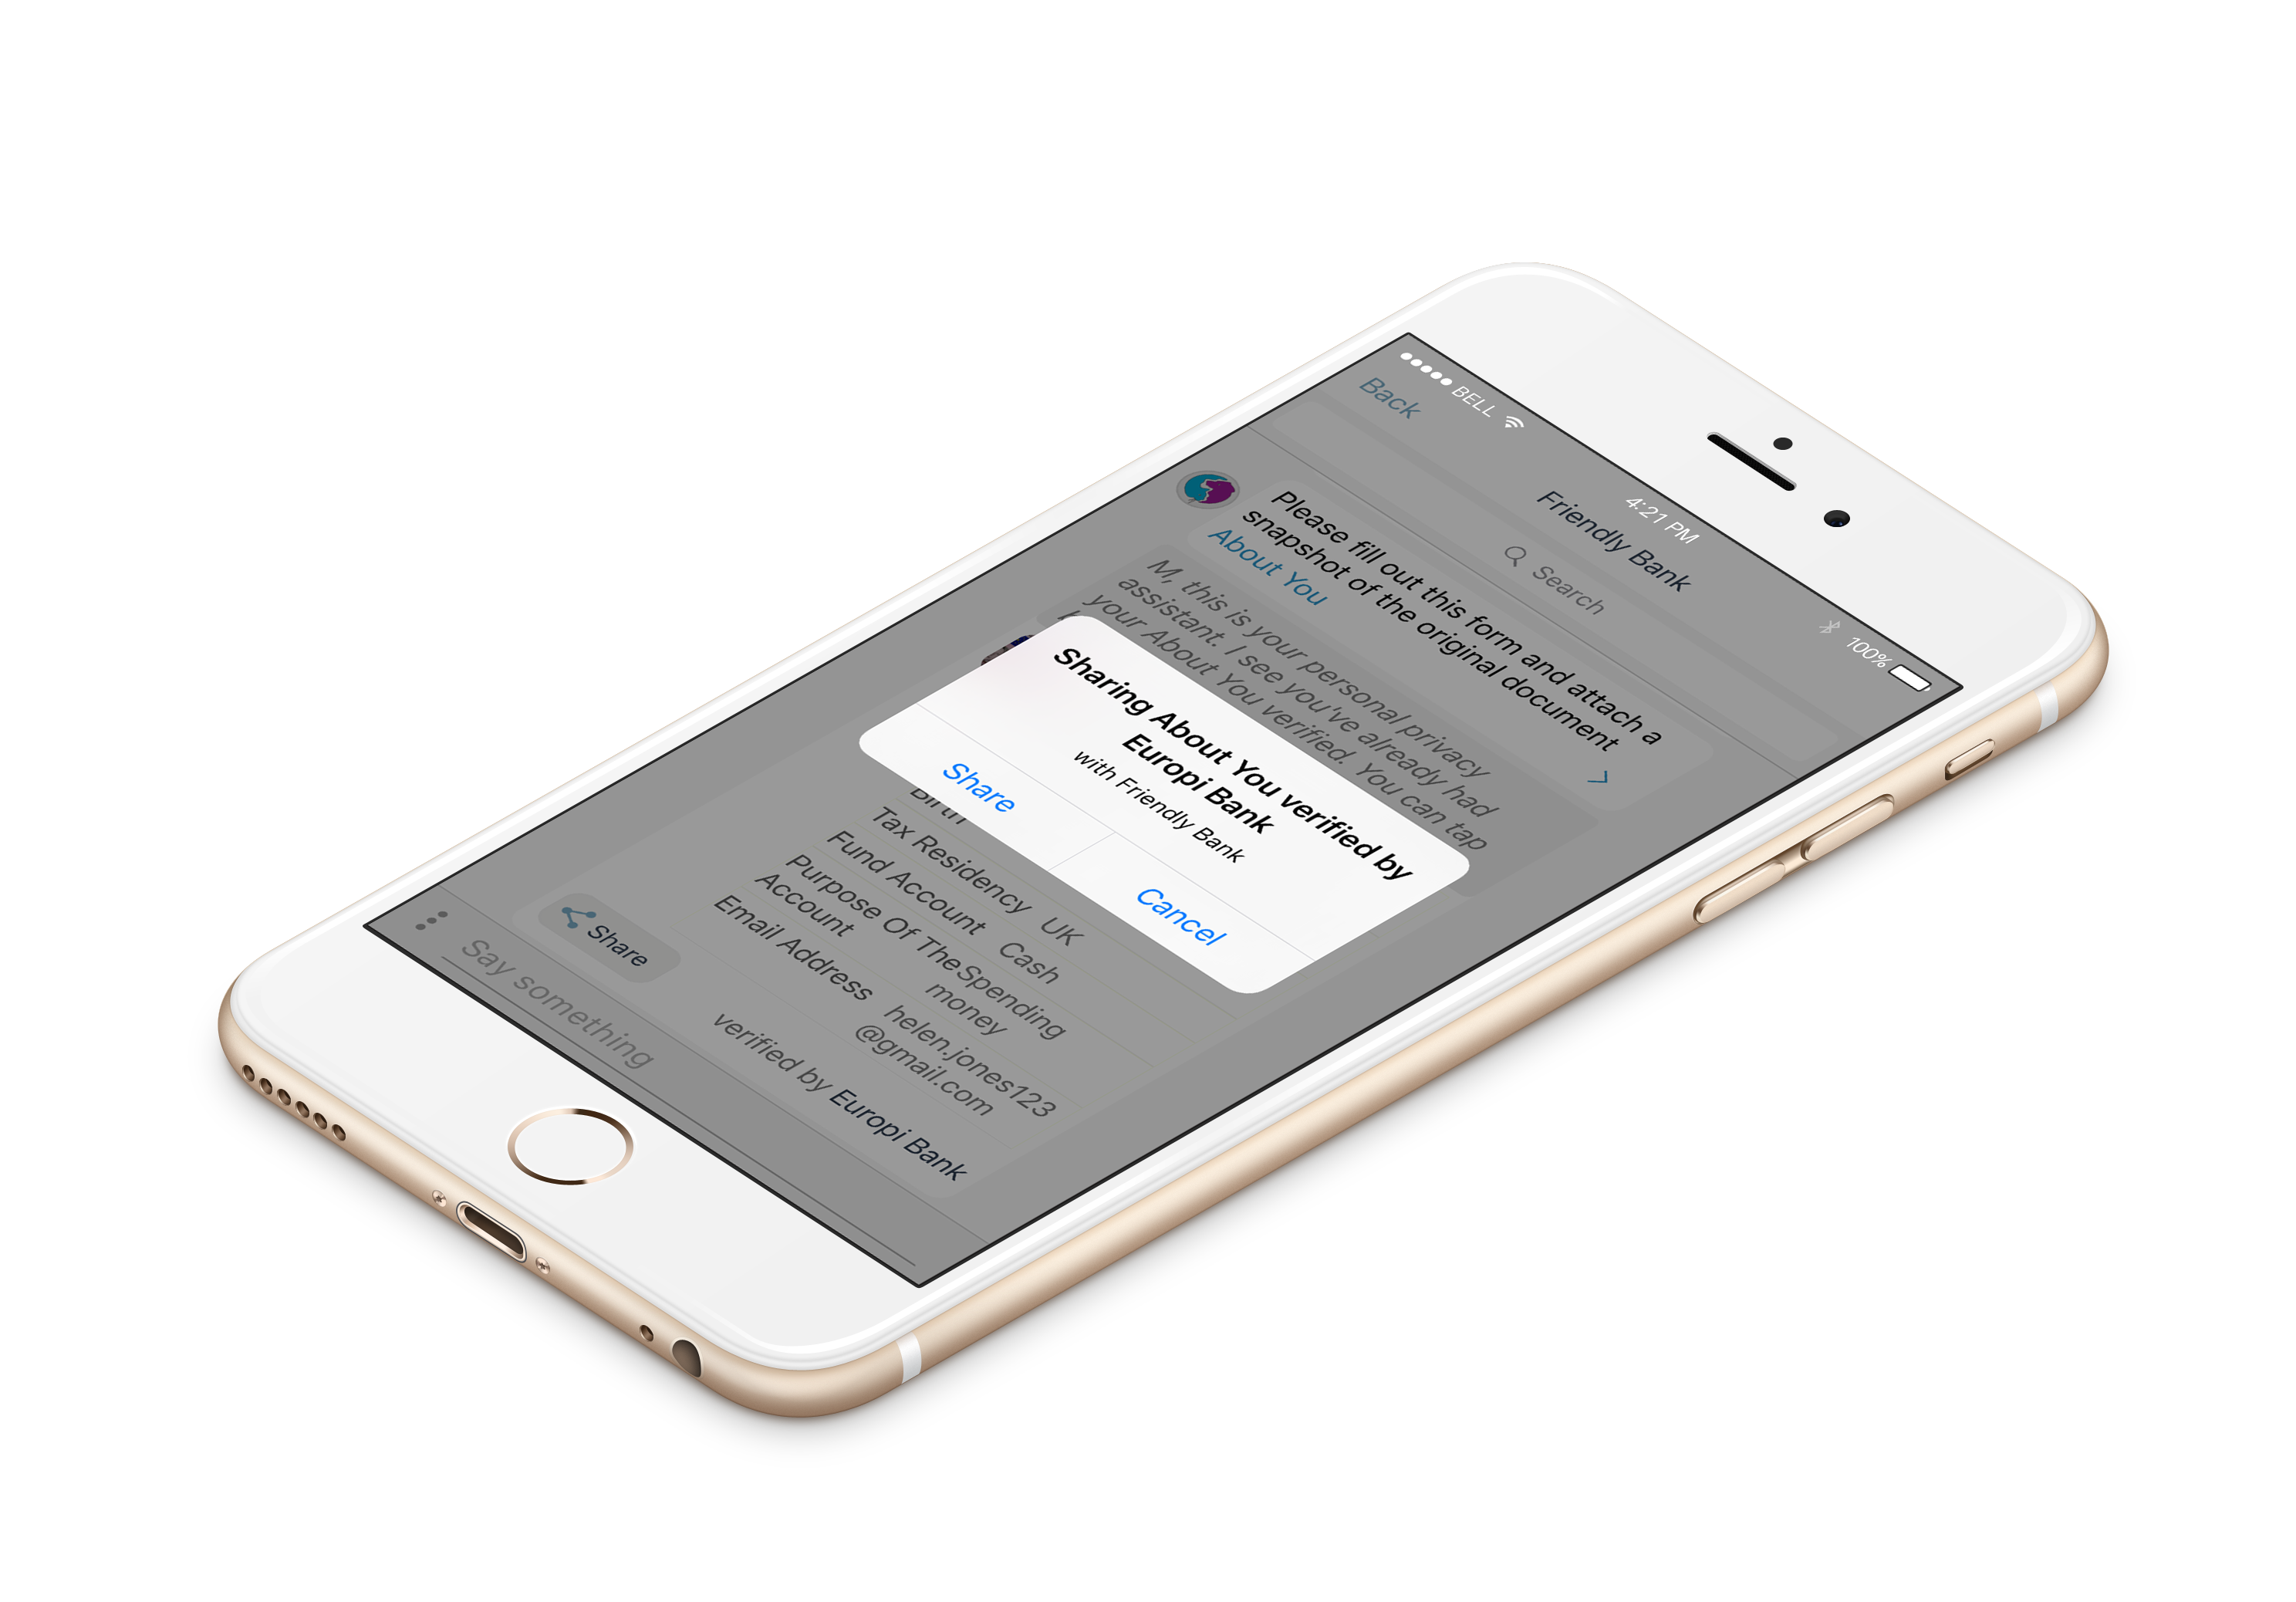 BELL 4:21 PM 100%
Back Friendly Bank
Search
Please fill out this form and attach a
snapshot of the original document
About You
M, this is your personal privacy
assistant. I see you've already had
your About You verified. You can tap
Sharing About You verified by
Europi Bank
with Friendly Bank
Share Cancel
Birth
Tax Residency UK
Fund Account Cash
Purpose Of The Spending
Account money
Email Address helen.jones123
@gmail.com
Share verified by Europi Bank
Say something